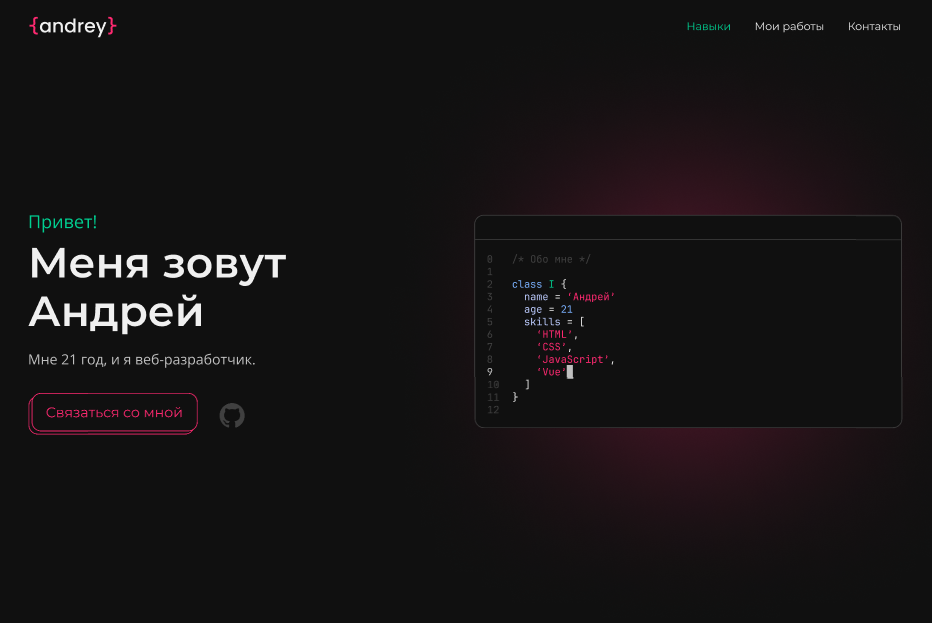 {andrey}
Навыки Мои работы Контакты
Привет!
Меня зовут
Андрей
Мне 21 год, и я веб-разработчик.
Связаться со мной
0 /* Обо мне */
1
2 class I {
3 name = 'Андрей'
4 age = 21
5 skills = [
6 'HTML',
7 'CSS',
8 'JavaScript',
9 'Vue'
10 ]
11 }
12